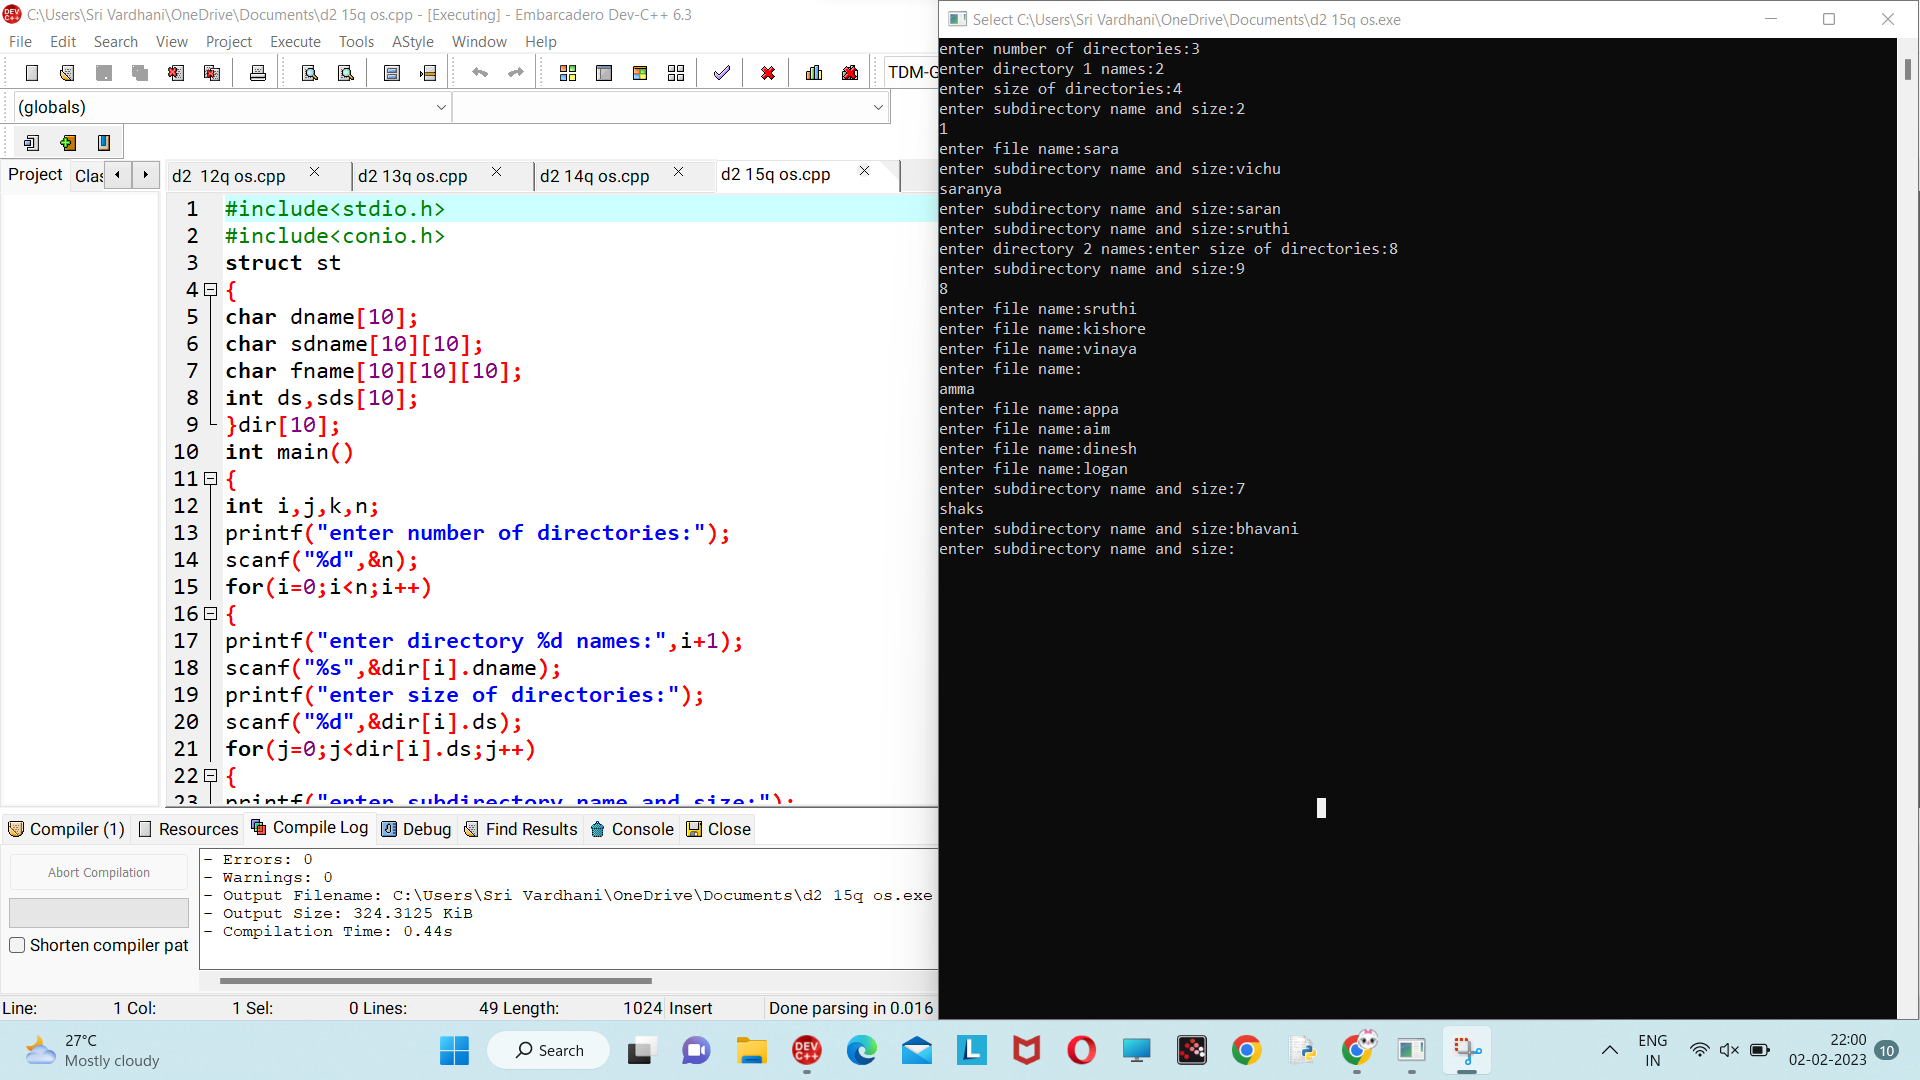 C:\Users\Sri Vardhani\OneDrive\Documents\d2 15q os.cpp - [Executing] - Embarcadero Dev-C++ 6.3
File Edit Search View Project Execute Tools AStyle Window Help
TDM-G
(globals)
Project Clas
d2  12q os.cpp d2 13q os.cpp d2 14q os.cpp d2 15q os.cpp
1 #include<stdio.h>
2 #include<conio.h>
3 struct st
4 {
5 char dname[10];
6 char sdname[10][10];
7 char fname[10][10][10];
8 int ds,sds[10];
9 }dir[10];
10 int main()
11 {
12 int i,j,k,n;
13 printf("enter number of directories:");
14 scanf("%d",&n);
15 for(i=0;i<n;i++)
16 {
17 printf("enter directory %d names:",i+1);
18 scanf("%s",&dir[i].dname);
19 printf("enter size of directories:");
20 scanf("%d",&dir[i].ds);
21 for(j=0;j<dir[i].ds;j++)
22 {
23 printf("enter subdirectory name and size:");
Compiler (1) Resources Compile Log Debug Find Results Console Close
Abort Compilation
Shorten compiler pat
- Errors: 0
- Warnings: 0
- Output Filename: C:\Users\Sri Vardhani\OneDrive\Documents\d2 15q os.exe
- Output Size: 324.3125 KiB
- Compilation Time: 0.44s
Line: 1 Col: 1 Sel: 0 Lines: 49 Length: 1024 Insert Done parsing in 0.016
Select C:\Users\Sri Vardhani\OneDrive\Documents\d2 15q os.exe
enter number of directories:3
enter directory 1 names:2
enter size of directories:4
enter subdirectory name and size:2
1
enter file name:sara
enter subdirectory name and size:vichu
saranya
enter subdirectory name and size:saran
enter subdirectory name and size:sruthi
enter directory 2 names:enter size of directories:8
enter subdirectory name and size:9
8
enter file name:sruthi
enter file name:kishore
enter file name:vinaya
enter file name:
amma
enter file name:appa
enter file name:aim
enter file name:dinesh
enter file name:logan
enter subdirectory name and size:7
shaks
enter subdirectory name and size:bhavani
enter subdirectory name and size:
27°C
Mostly cloudy
Search
DEV C++
ENG
IN
22:00
02-02-2023
10